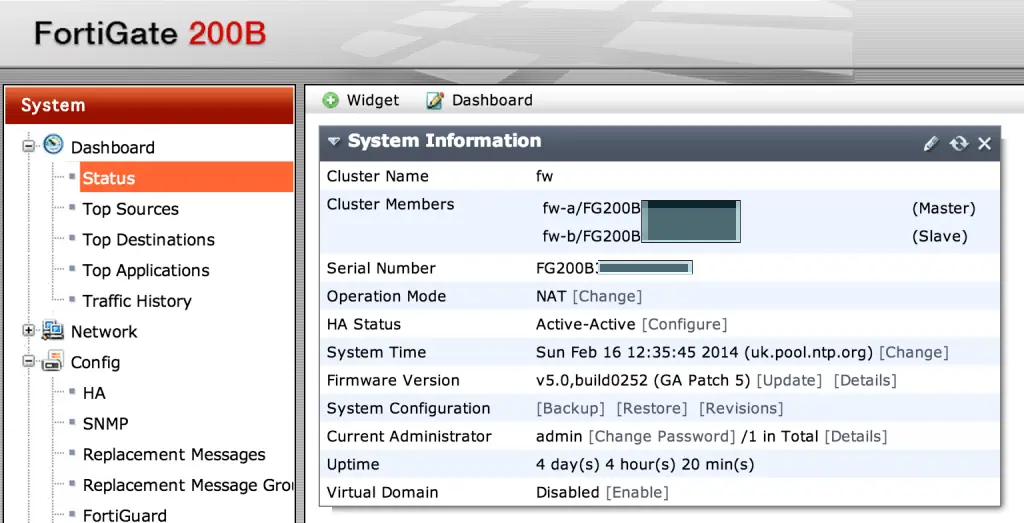 FortiGate 200B
System
Widget Dashboard
System Information
Dashboard
Status
Top Sources
Top Destinations
Top Applications
Traffic History
Network
Config
HA
SNMP
Replacement Messages
Replacement Message Gro
FortiGuard
Cluster Name fw
Cluster Members fw-a/FG200B (Master)
fw-b/FG200B (Slave)
Serial Number FG200B
Operation Mode NAT [Change]
HA Status Active-Active [Configure]
System Time Sun Feb 16 12:35:45 2014 (uk.pool.ntp.org) [Change]
Firmware Version v5.0,build0252 (GA Patch 5) [Update] [Details]
System Configuration [Backup] [Restore] [Revisions]
Current Administrator admin [Change Password] /1 in Total [Details]
Uptime 4 day(s) 4 hour(s) 20 min(s)
Virtual Domain Disabled [Enable]